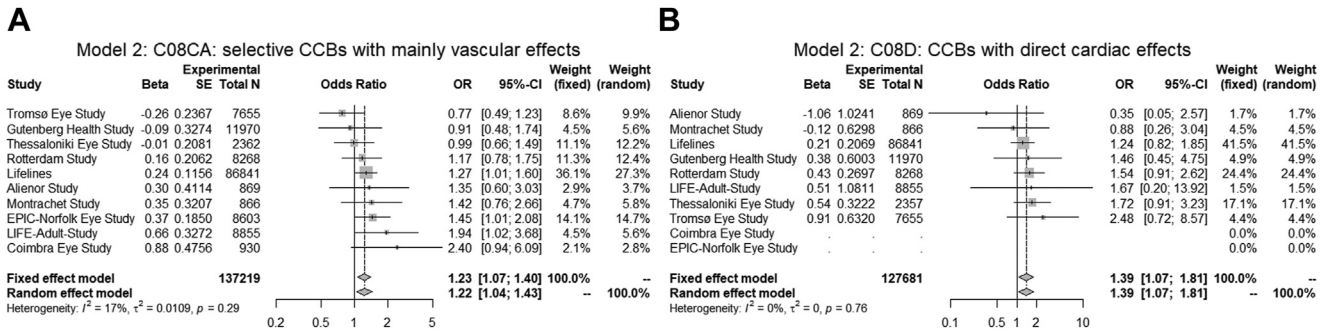 A
Model 2: C08CA: selective CCBs with mainly vascular effects
Experimental Weight Weight
Study Beta SE Total N Odds Ratio OR 95%-CI (fixed) (random)
Tromsø Eye Study -0.26 0.2367 7655 0.77 [0.49; 1.23] 8.6% 9.9%
Gutenberg Health Study -0.09 0.3274 11970 0.91 [0.48; 1.74] 4.5% 5.6%
Thessaloniki Eye Study -0.01 0.2081 2362 0.99 [0.66; 1.49] 11.1% 12.2%
Rotterdam Study 0.16 0.2062 8268 1.17 [0.78; 1.75] 11.3% 12.4%
Lifelines 0.24 0.1156 86841 1.27 [1.01; 1.60] 36.1% 27.3%
Alienor Study 0.30 0.4114 869 1.35 [0.60; 3.03] 2.9% 3.7%
Montrachet Study 0.35 0.3207 866 1.42 [0.76; 2.66] 4.7% 5.8%
EPIC-Norfolk Eye Study 0.37 0.1850 8603 1.45 [1.01; 2.08] 14.1% 14.7%
LIFE-Adult-Study 0.66 0.3272 8855 1.94 [1.02; 3.68] 4.5% 5.6%
Coimbra Eye Study 0.88 0.4756 930 2.40 [0.94; 6.09] 2.1% 2.8%
Fixed effect model 137219 1.23 [1.07; 1.40] 100.0% --
Random effect model 1.22 [1.04; 1.43] -- 100.0%
Heterogeneity: I² = 17%, τ² = 0.0109, p = 0.29
0.2 0.5 1 2 5
B
Model 2: C08D: CCBs with direct cardiac effects
Experimental Weight Weight
Study Beta SE Total N Odds Ratio OR 95%-CI (fixed) (random)
Alienor Study -1.06 1.0241 869 0.35 [0.05; 2.57] 1.7% 1.7%
Montrachet Study -0.12 0.6298 866 0.88 [0.26; 3.04] 4.5% 4.5%
Lifelines 0.21 0.2069 86841 1.24 [0.82; 1.85] 41.5% 41.5%
Gutenberg Health Study 0.38 0.6003 11970 1.46 [0.45; 4.75] 4.9% 4.9%
Rotterdam Study 0.43 0.2697 8268 1.54 [0.91; 2.62] 24.4% 24.4%
LIFE-Adult-Study 0.51 1.0811 8855 1.67 [0.20; 13.92] 1.5% 1.5%
Thessaloniki Eye Study 0.54 0.3222 2357 1.72 [0.91; 3.23] 17.1% 17.1%
Tromsø Eye Study 0.91 0.6320 7655 2.48 [0.72; 8.57] 4.4% 4.4%
Coimbra Eye Study . . . 0.0% 0.0%
EPIC-Norfolk Eye Study . . . 0.0% 0.0%
Fixed effect model 127681 1.39 [1.07; 1.81] 100.0% --
Random effect model 1.39 [1.07; 1.81] -- 100.0%
Heterogeneity: I² = 0%, τ² = 0, p = 0.76
0.1 0.5 1 2 10